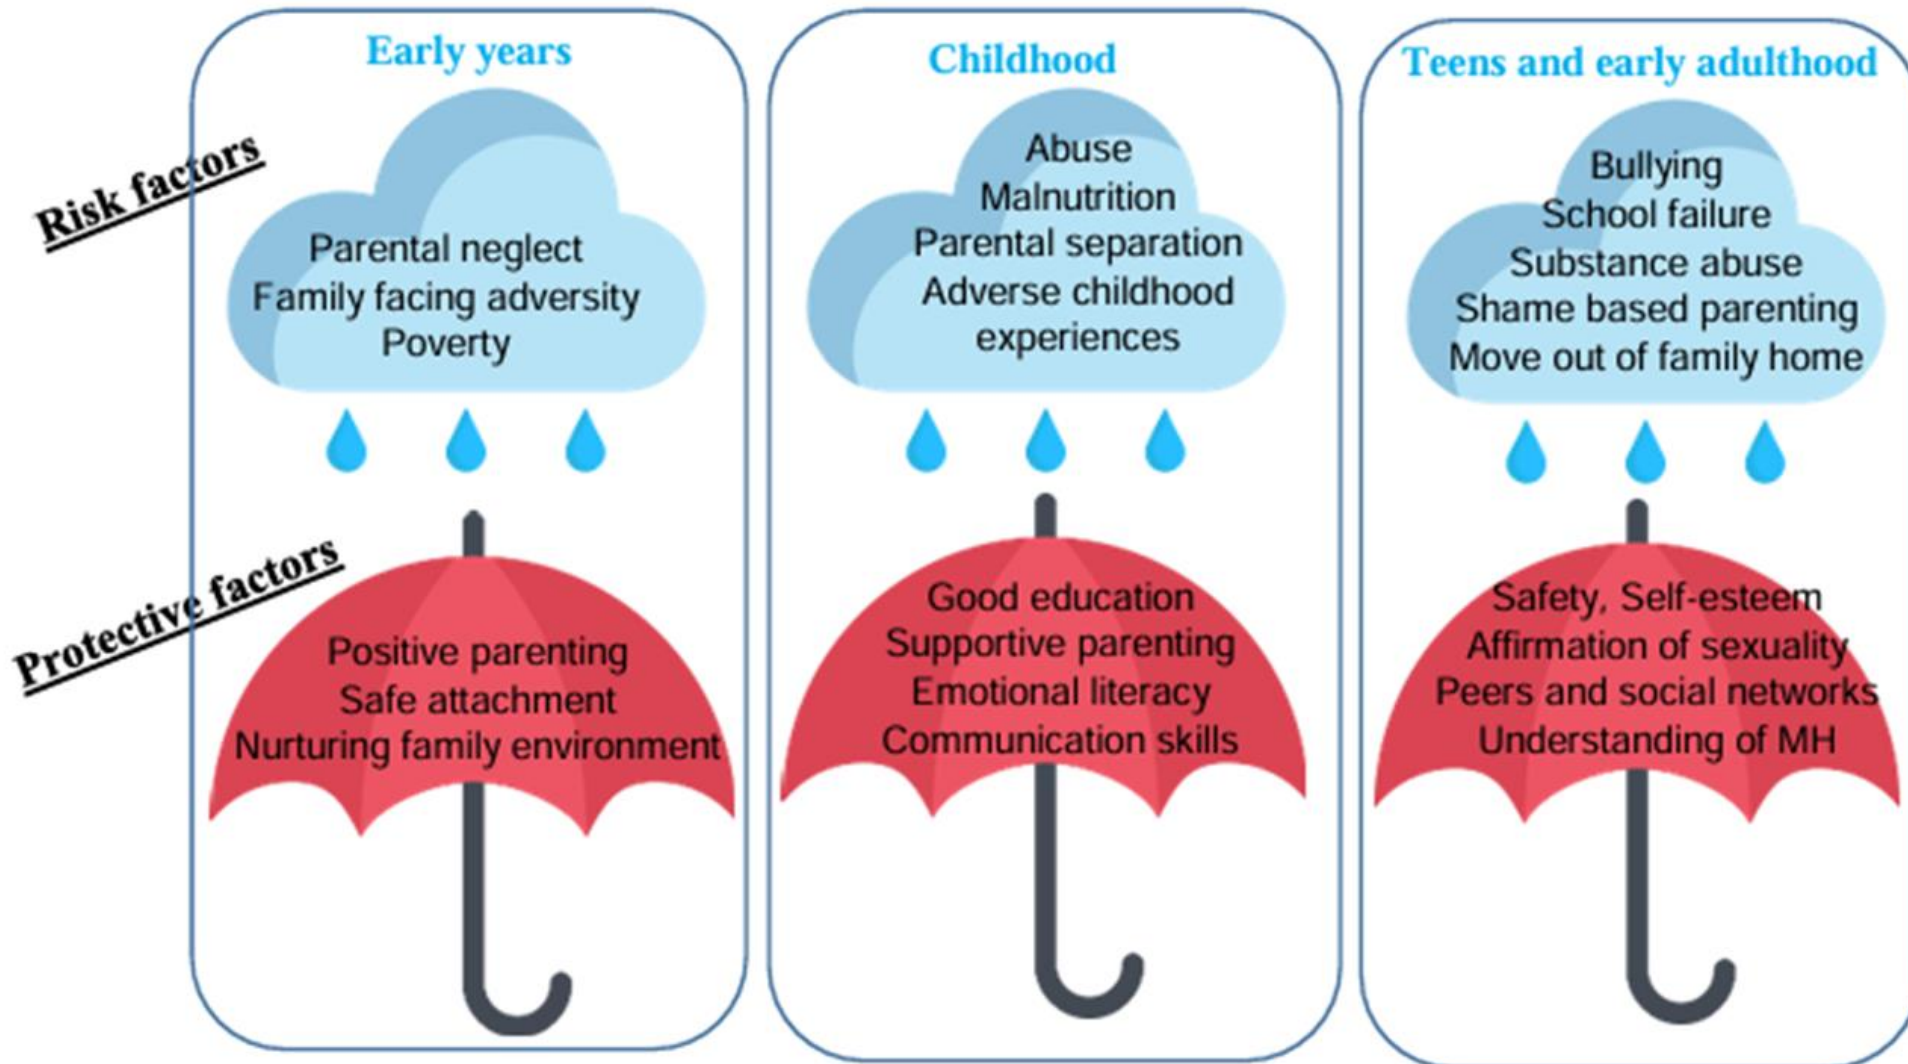 Early years
Risk factors
Parental neglect
Family facing adversity
Poverty
Protective factors
Positive parenting
Safe attachment
Nurturing family environment
Childhood
Abuse
Malnutrition
Parental separation
Adverse childhood
experiences
Good education
Supportive parenting
Emotional literacy
Communication skills
Teens and early adulthood
Bullying
School failure
Substance abuse
Shame based parenting
Move out of family home
Safety, Self-esteem
Affirmation of sexuality
Peers and social networks
Understanding of MH